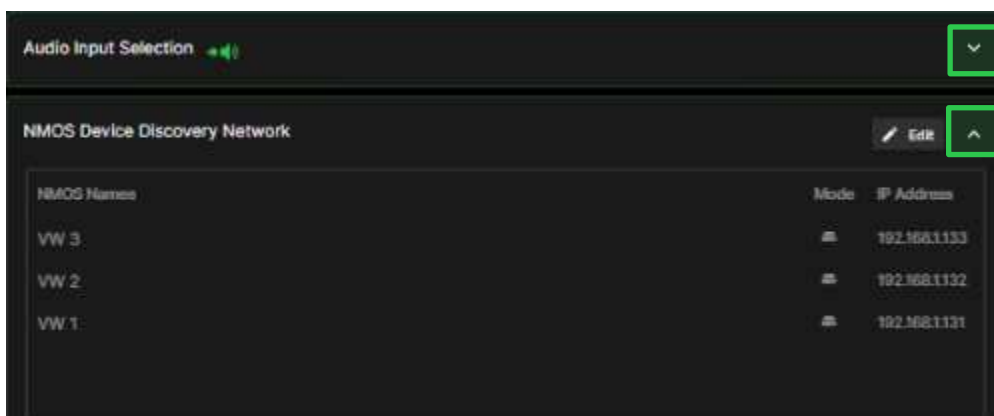 Audio Input Selection
NMOS Device Discovery Network
Edit
NMOS Names Mode IP Address
VW 3 192.168.1.133
VW 2 192.168.1.132
VW 1 192.168.1.131